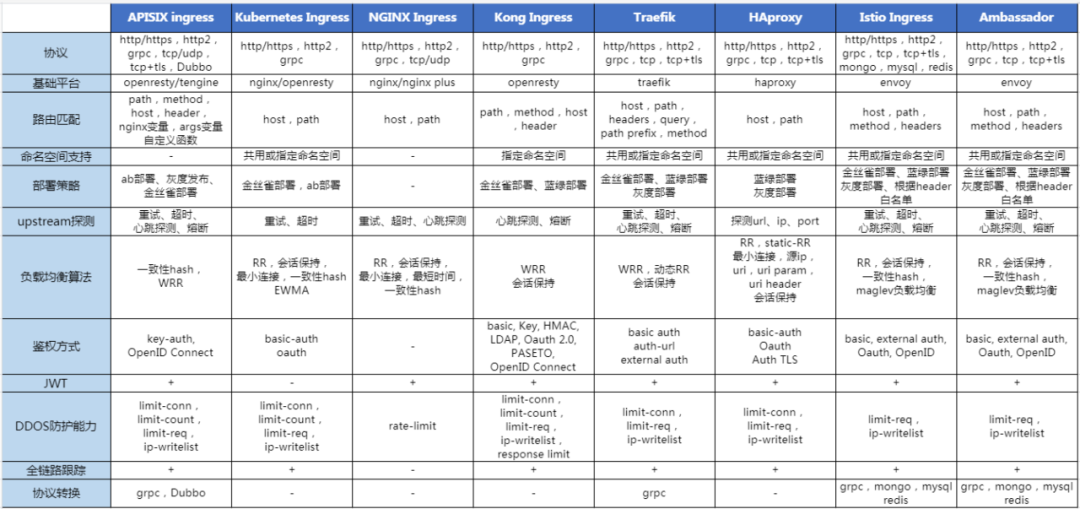 APISIX ingress
Kubernetes Ingress
NGINX Ingress
Kong Ingress
Traefik
HAproxy
Istio Ingress
Ambassador
协议
http/https，http2，
grpc，tcp/udp，
tcp+tls，Dubbo
http/https，http2，
grpc
http/https，http2，
grpc，tcp/udp
http/https，http2，
grpc
http/https，http2，
grpc，tcp，tcp+tls
http/https，http2，
grpc，tcp，tcp+tls
http/https，http2，
grpc，tcp，tcp+tls，
mongo，mysql，redis
http/https，http2，
grpc，tcp，tcp+tls
基础平台
openresty/tengine
nginx/openresty
nginx/nginx plus
openresty
traefik
haproxy
envoy
envoy
路由匹配
path，method，
host，header，
nginx变量，args变量
自定义函数
host，path
host，path
path，method，host
，header
host，path，
headers，query，
path prefix，method
host，path
host，path，
method，headers
host，path，
method，headers
命名空间支持
-
共用或指定命名空间
-
指定命名空间
共用或指定命名空间
共用或指定命名空间
共用或指定命名空间
共用或指定命名空间
部署策略
ab部署、灰度发布、
金丝雀部署
金丝雀部署，ab部署
-
金丝雀部署、蓝绿部署
金丝雀部署、蓝绿部署
灰度部署
蓝绿部署
灰度部署
金丝雀部署、蓝绿部署
灰度部署、根据header
白名单
金丝雀部署、蓝绿部署
灰度部署、根据header
白名单
upstream探测
重试、超时、
心跳探测、熔断
重试、超时
重试、超时、心跳探测
心跳探测、熔断
重试、超时、
心跳探测、熔断
探测url、ip、port
重试、超时、
心跳探测、熔断
重试、超时、
心跳探测、熔断
负载均衡算法
一致性hash，
WRR
RR，会话保持，
最小连接，一致性hash
EWMA
RR，会话保持，
最小连接，最短时间，
一致性hash
WRR
会话保持
WRR，动态RR
会话保持
RR，static-RR
最小连接，源ip，
uri，uri param，
uri header
会话保持
RR，会话保持，
一致性hash，
maglev负载均衡
RR，会话保持，
一致性hash，
maglev负载均衡
鉴权方式
key-auth,
OpenID Connect
basic-auth
oauth
-
basic, Key, HMAC,
LDAP, Oauth 2.0,
PASETO,
OpenID Connect
basic auth
auth-url
external auth
basic-auth
Oauth
Auth TLS
basic, external auth,
Oauth, OpenID
basic, external auth,
Oauth, OpenID
JWT
+
-
+
+
+
+
+
+
DDOS防护能力
limit-conn，
limit-count，
limit-req，
ip-writelist
limit-conn，
limit-count，
limit-req，
ip-writelist
rate-limit
limit-conn，
limit-count，
limit-req，
ip-writelist，
response limit
limit-conn，
limit-req，
ip-writelist
limit-conn，
limit-req，
ip-writelist
limit-req，
ip-writelist
limit-req，
ip-writelist
全链路跟踪
+
+
-
+
+
+
+
+
协议转换
grpc，Dubbo
-
-
-
grpc
-
grpc，mongo，mysql
redis
grpc，mongo，mysql
redis